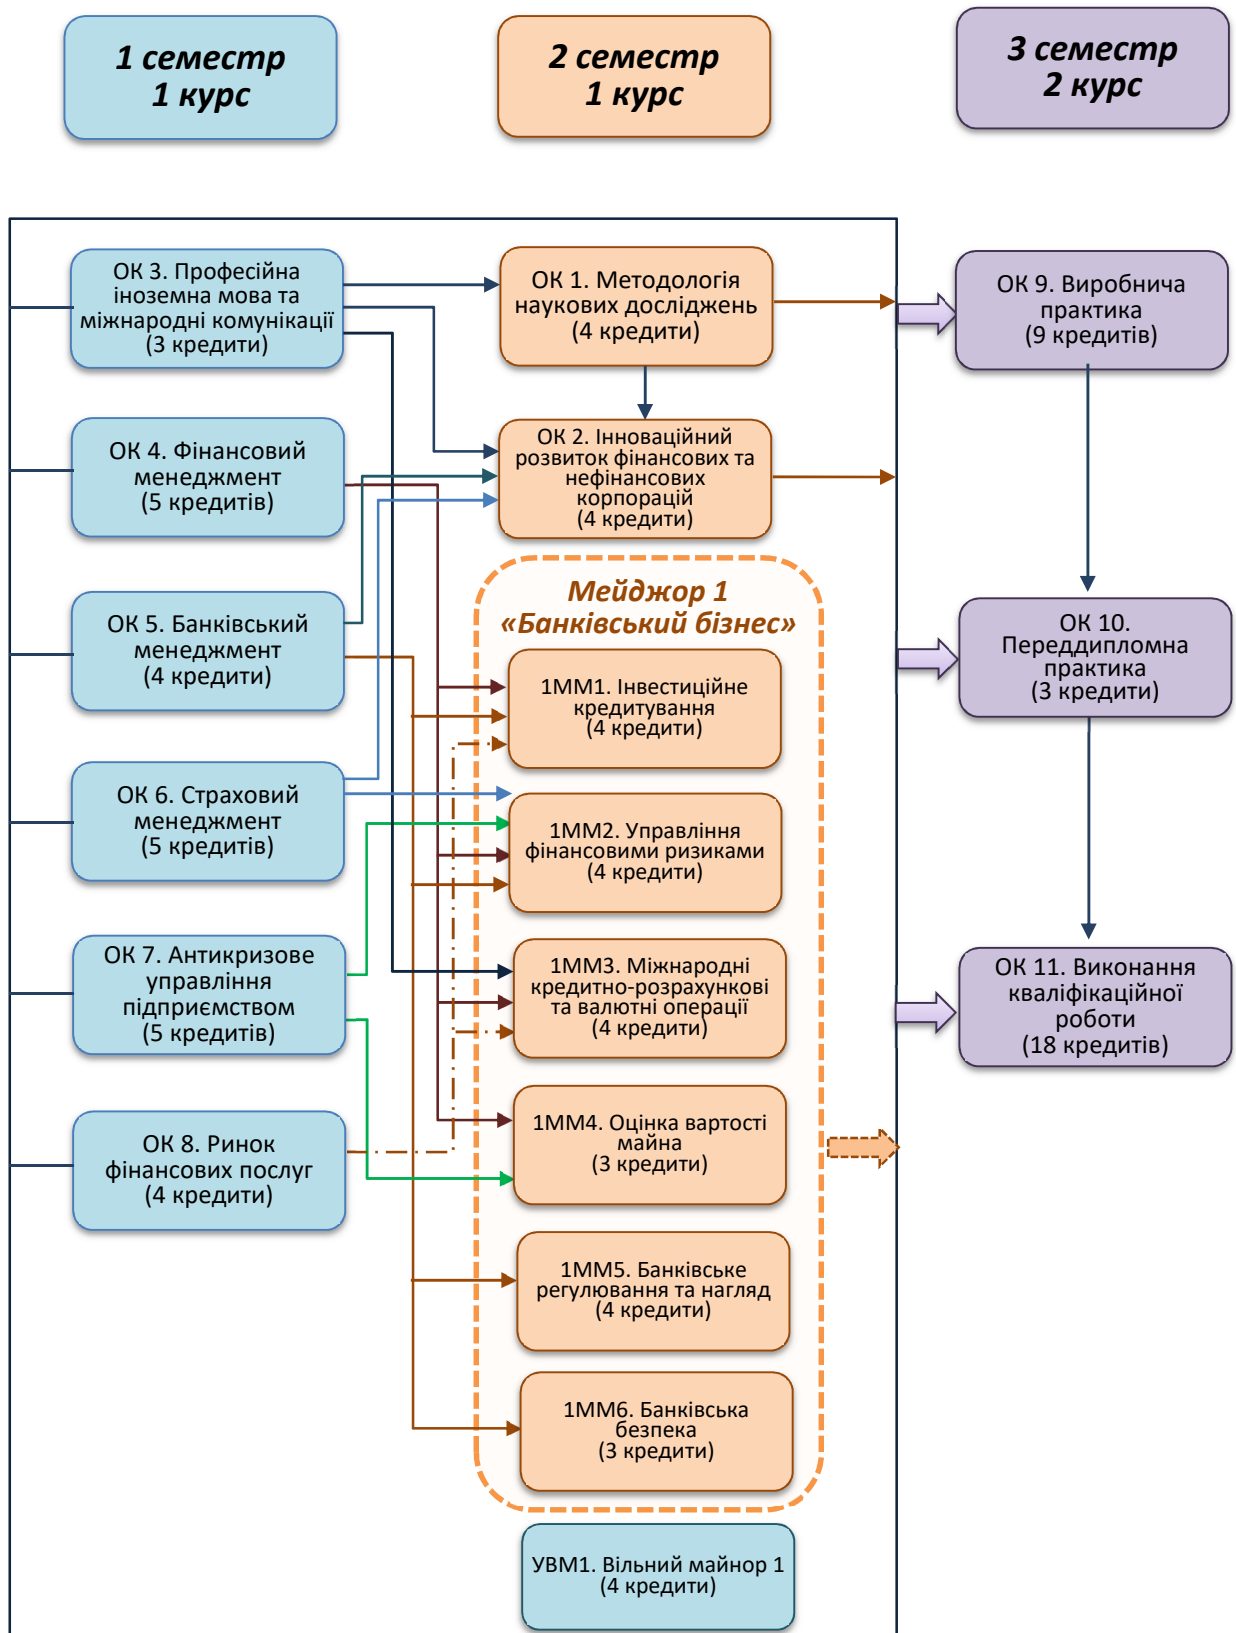 1 семестр
1 курс
2 семестр
1 курс
3 семестр
2 курс
ОК 3. Професійна
іноземна мова та
міжнародні комунікації
(3 кредити)
ОК 4. Фінансовий
менеджмент
(5 кредитів)
ОК 5. Банківський
менеджмент
(4 кредити)
ОК 6. Страховий
менеджмент
(5 кредитів)
ОК 7. Антикризове
управління
підприємством
(5 кредитів)
ОК 8. Ринок
фінансових послуг
(4 кредити)
ОК 1. Методологія
наукових досліджень
(4 кредити)
ОК 2. Інноваційний
розвиток фінансових та
нефінансових
корпорацій
(4 кредити)
Мейджор 1
«Банківський бізнес»
1ММ1. Інвестиційне
кредитування
(4 кредити)
1ММ2. Управління
фінансовими ризиками
(4 кредити)
1ММ3. Міжнародні
кредитно-розрахункові
та валютні операції
(4 кредити)
1ММ4. Оцінка вартості
майна
(3 кредити)
1ММ5. Банківське
регулювання та нагляд
(4 кредити)
1ММ6. Банківська
безпека
(3 кредити)
УВМ1. Вільний майнор 1
(4 кредити)
ОК 9. Виробнича
практика
(9 кредитів)
ОК 10.
Переддипломна
практика
(3 кредити)
ОК 11. Виконання
кваліфікаційної
роботи
(18 кредитів)